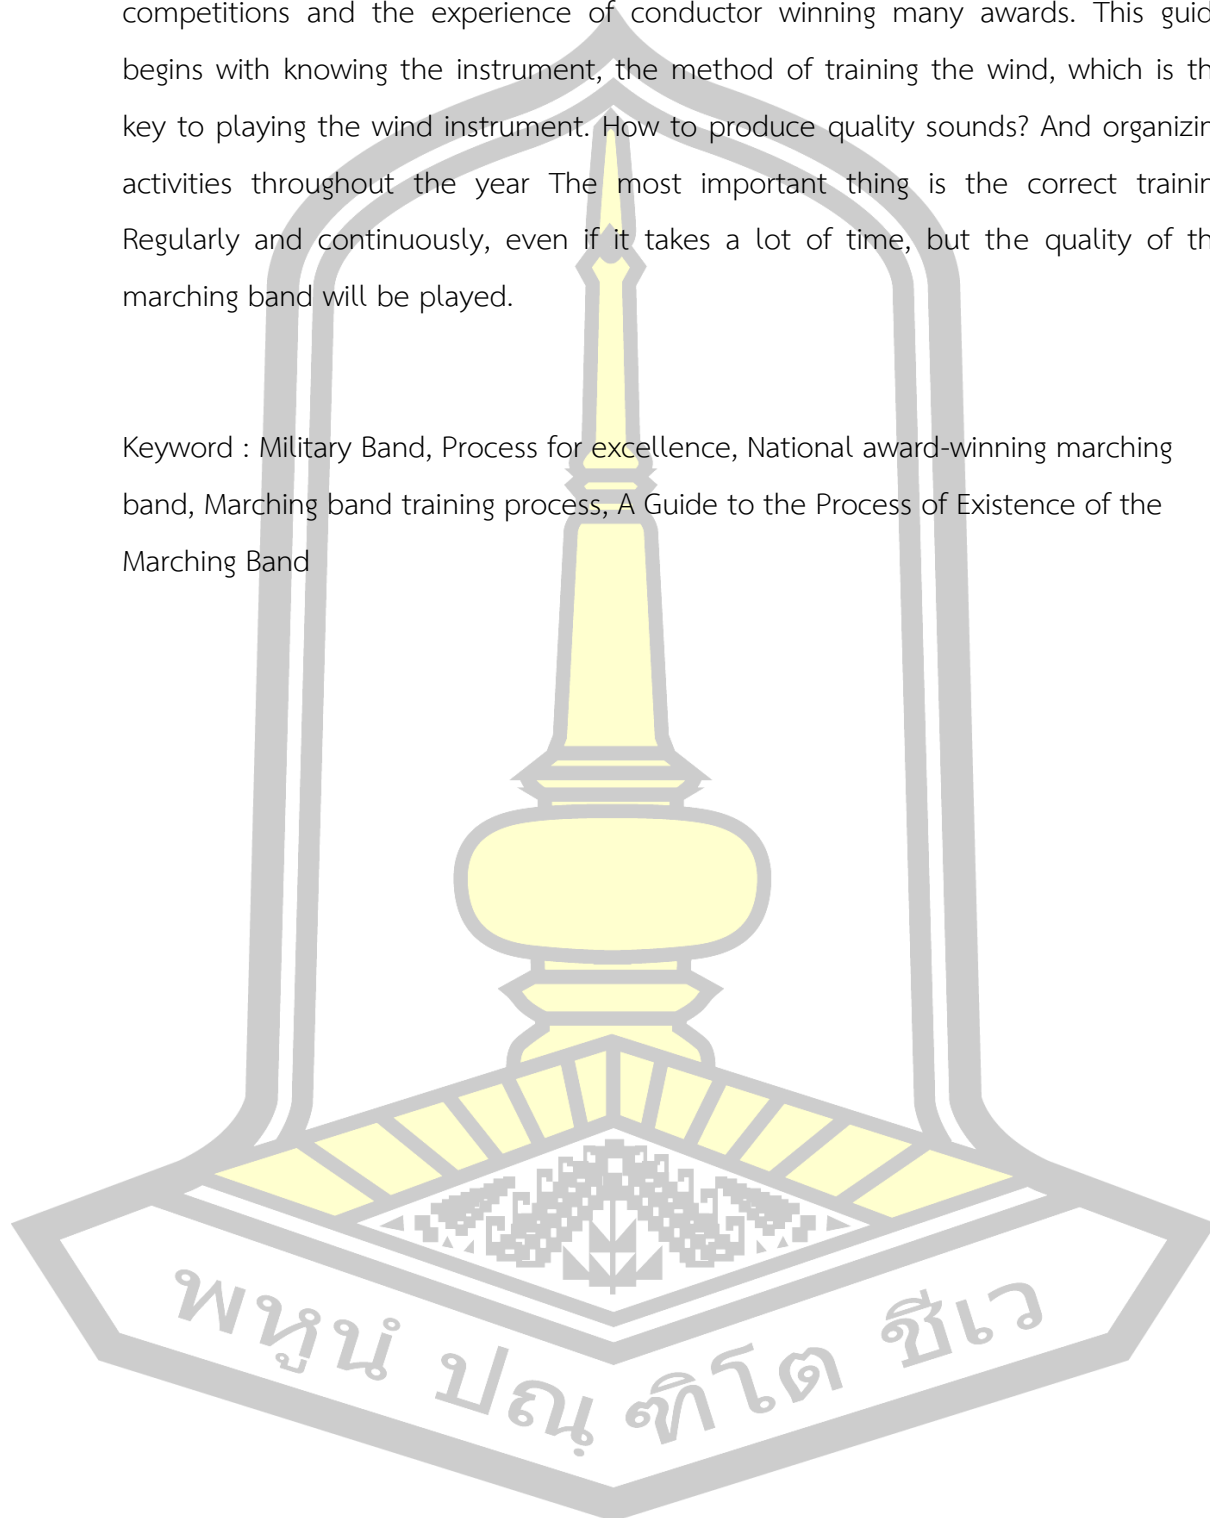 competitions and the experience of conductor winning many awards. This guid
begins with knowing the instrument, the method of training the wind, which is th
key to playing the wind instrument. How to produce quality sounds? And organizin
activities throughout the year The most important thing is the correct trainin
Regularly and continuously, even if it takes a lot of time, but the quality of th
marching band will be played.
Keyword : Military Band, Process for excellence, National award-winning marching
band, Marching band training process, A Guide to the Process of Existence of the
Marching Band
พหูนํ ปณฺฑิโต ชีเว